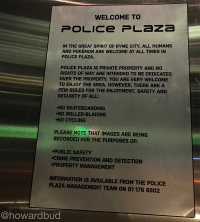 WELCOME TO
POLICE PLAZA
IN THE GREAT SPIRIT OF RYME CITY, ALL HUMANS
AND POKÉMON ARE WELCOME AT ALL TIMES IN
POLICE PLAZA.
POLICE PLAZA IS PRIVATE PROPERTY AND NO
RIGHTS OF WAY ARE INTENDED TO BE DEDICATED
OVER THE PROPERTY. YOU ARE VERY WELCOME
TO ENJOY THE AREA. HOWEVER, THERE ARE A
FEW RULES FOR THE ENJOYMENT, SAFETY AND
SECURITY OF ALL:
•NO SKATEBOARDING
•NO ROLLER-BLADING
•NO CYCLING
PLEASE NOTE THAT IMAGES ARE BEING
RECORDED FOR THE PURPOSES OF:
•PUBLIC SAFETY
•CRIME PREVENTION AND DETECTION
•PROPERTY MANAGEMENT
INFORMATION IS AVAILABLE FROM THE POLICE
PLAZA MANAGEMENT TEAM ON 01 176 8902
@howardbud